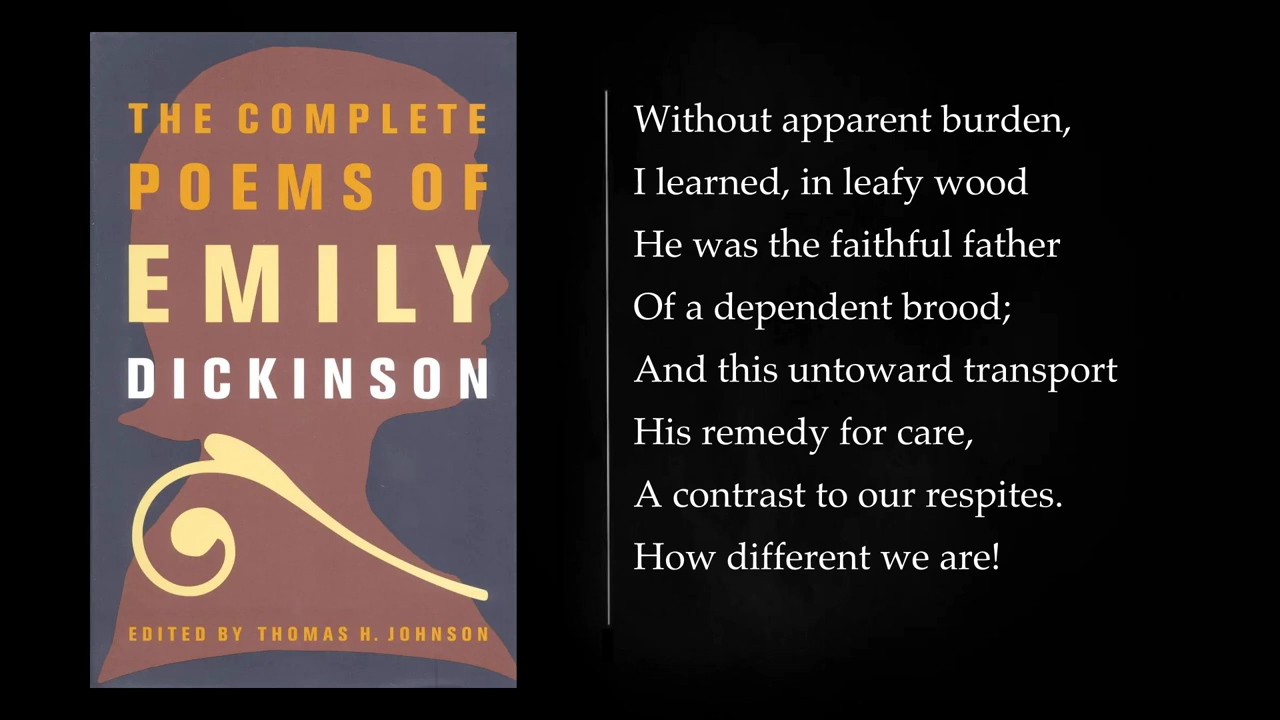 THE COMPLETE
POEMS OF
EMILY
DICKINSON
EDITED BY THOMAS H. JOHNSON
Without apparent burden,
I learned, in leafy wood
He was the faithful father
Of a dependent brood;
And this untoward transport
His remedy for care,
A contrast to our respites.
How different we are!